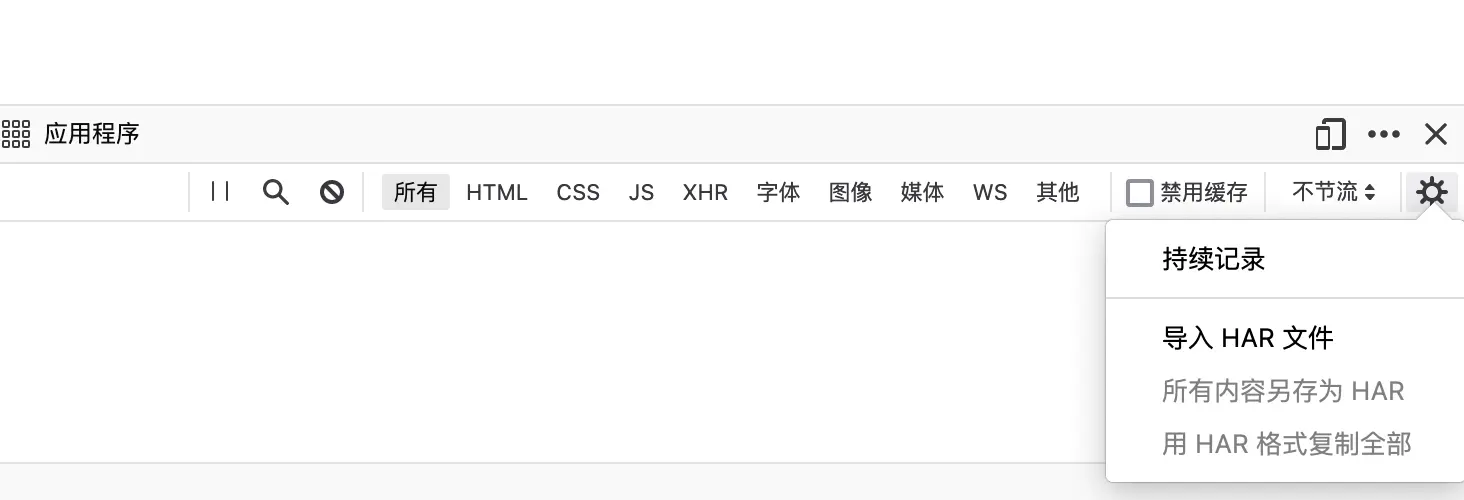 应用程序
所有 HTML CSS JS XHR 字体 图像 媒体 WS 其他 禁用缓存 不节流
持续记录
导入 HAR 文件
所有内容另存为 HAR
用 HAR 格式复制全部